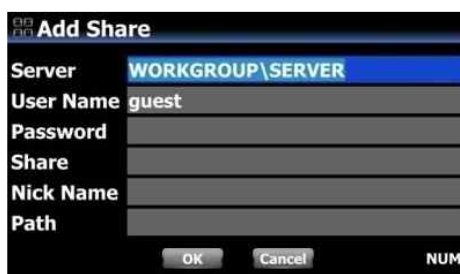 Add Share
Server WORKGROUP\SERVER
User Name guest
Password
Share
Nick Name
Path
OK Cancel NUM